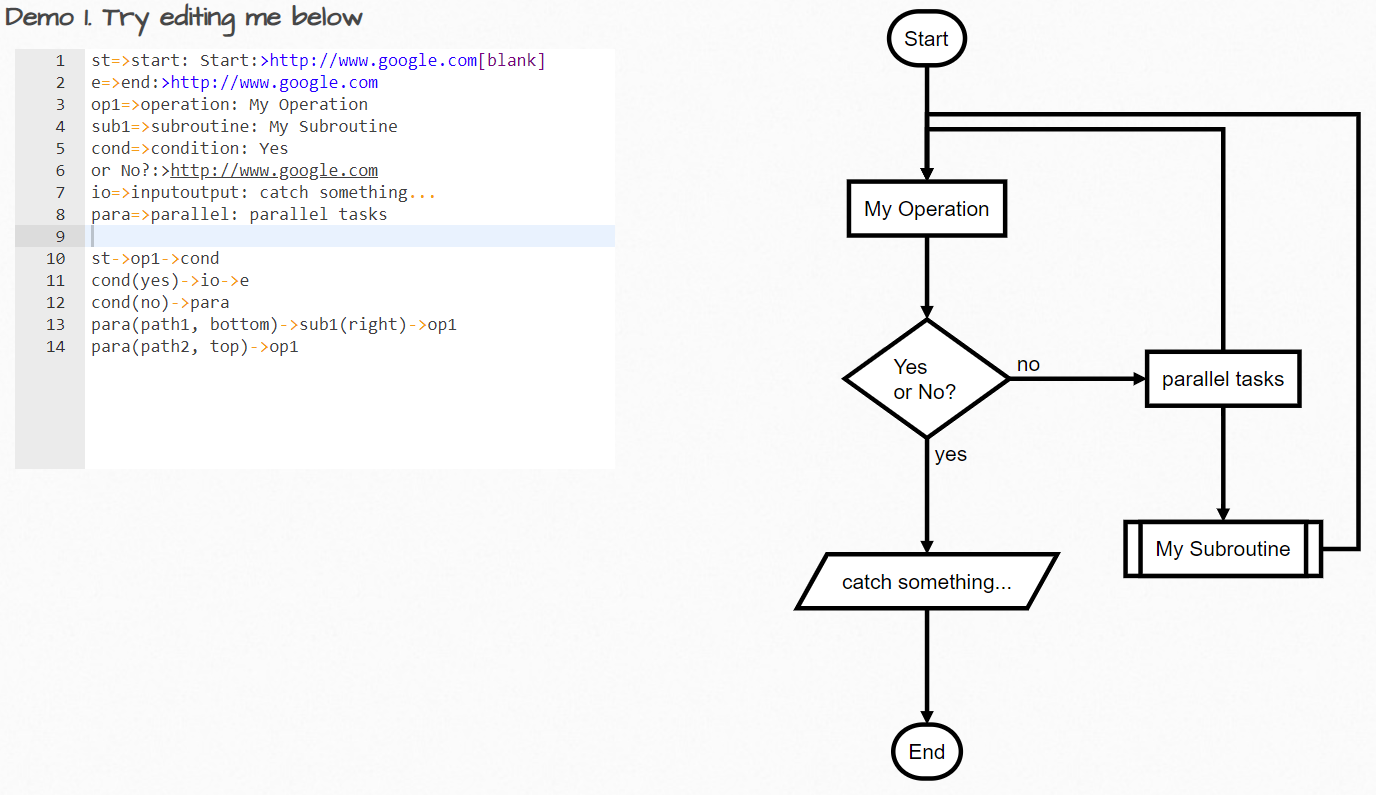 Demo 1. Try editing me below
1 st=>start: Start:>http://www.google.com[blank]
2 e=>end:>http://www.google.com
3 op1=>operation: My Operation
4 sub1=>subroutine: My Subroutine
5 cond=>condition: Yes
6 or No?:>http://www.google.com
7 io=>inputoutput: catch something...
8 para=>parallel: parallel tasks
9
10 st->op1->cond
11 cond(yes)->io->e
12 cond(no)->para
13 para(path1, bottom)->sub1(right)->op1
14 para(path2, top)->op1
Start
My Operation
Yes
or No?
no
parallel tasks
yes
My Subroutine
catch something...
End